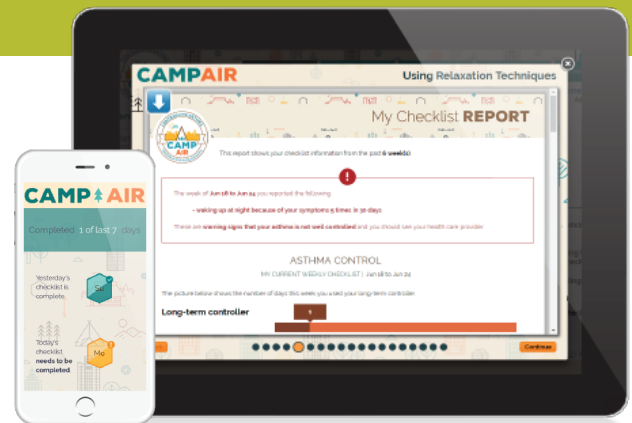 CAMPAIR
Using Relaxation Techniques
My Checklist REPORT
CAMP
AIR
This report shows your checklist information from the past 6 week(s)
The week of Jun 18 to Jun 24 you reported the following
- waking up at night because of your symptoms 5 times in 30 days
These are warning signs that your asthma is not well controlled and you should see your health care provider
ASTHMA CONTROL
MY CURRENT WEEKLY CHECKLIST | Jun 18 to Jun 24
The picture below shows the number of days this week you used your long-term controller
Long-term controller
Continue
CAMP AIR
Completed 1 of last 7 days
Yesterday's
checklist is
complete.
Su
Today's
checklist
needs to be
completed.
Mo